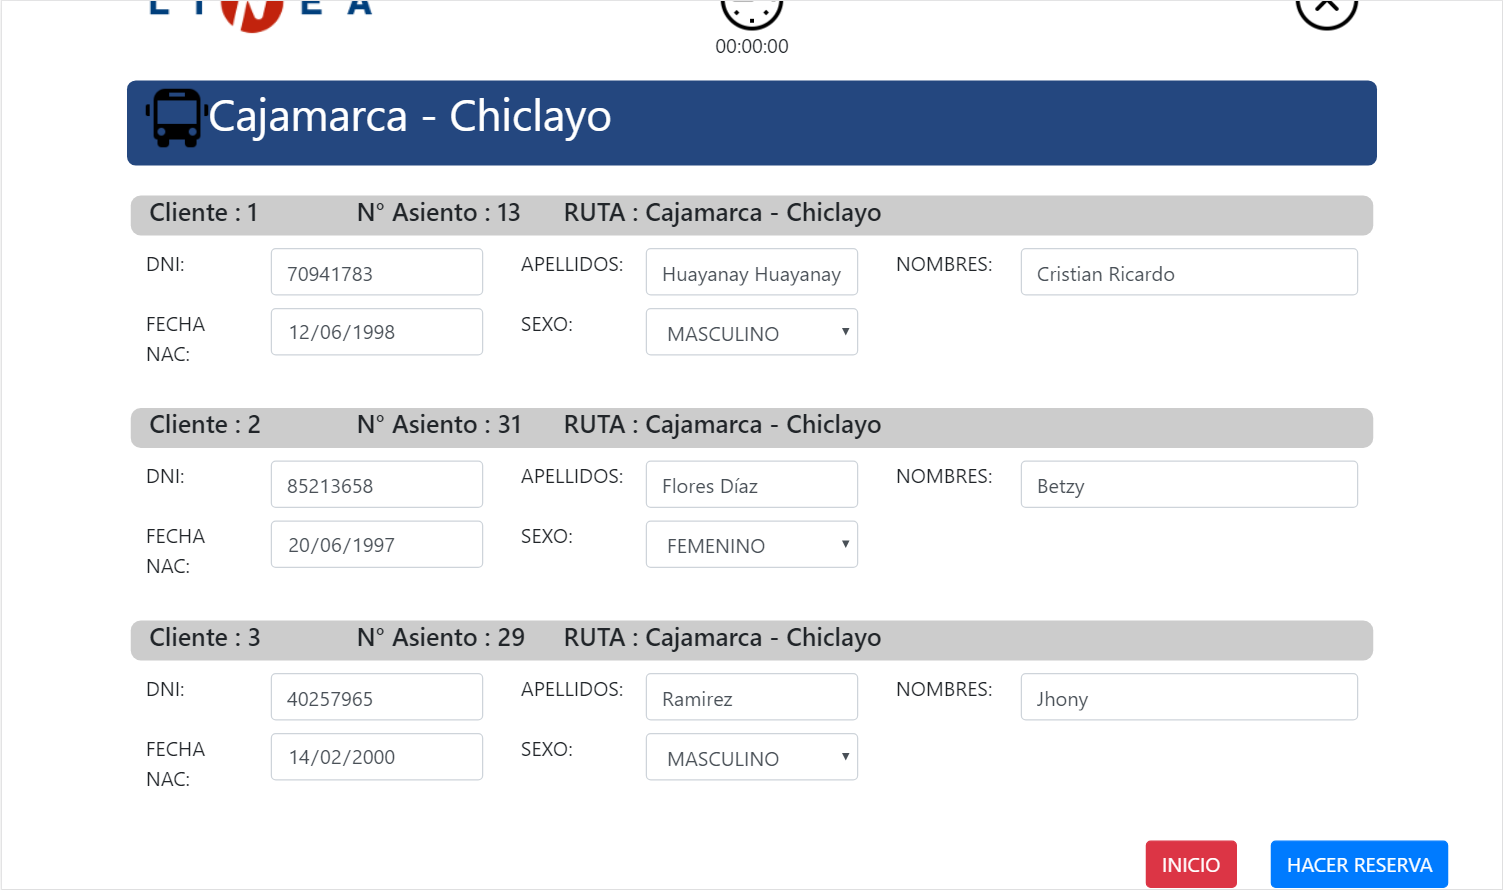 LINEA
00:00:00
Cajamarca - Chiclayo
Cliente : 1 N° Asiento : 13 RUTA : Cajamarca - Chiclayo
DNI: 70941783 APELLIDOS: Huayanay Huayanay NOMBRES: Cristian Ricardo
FECHA NAC: 12/06/1998 SEXO: MASCULINO
Cliente : 2 N° Asiento : 31 RUTA : Cajamarca - Chiclayo
DNI: 85213658 APELLIDOS: Flores Díaz NOMBRES: Betzy
FECHA NAC: 20/06/1997 SEXO: FEMENINO
Cliente : 3 N° Asiento : 29 RUTA : Cajamarca - Chiclayo
DNI: 40257965 APELLIDOS: Ramirez NOMBRES: Jhony
FECHA NAC: 14/02/2000 SEXO: MASCULINO
INICIO HACER RESERVA